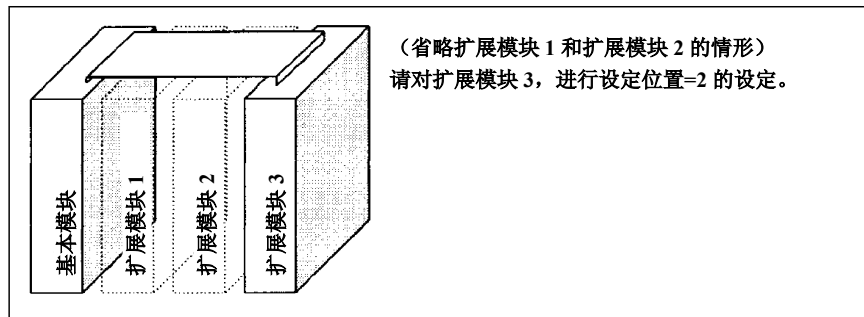 （省略扩展模块 1 和扩展模块 2 的情形）
请对扩展模块 3，进行设定位置=2 的设定。
基本模块
扩展模块 1
扩展模块 2
扩展模块 3